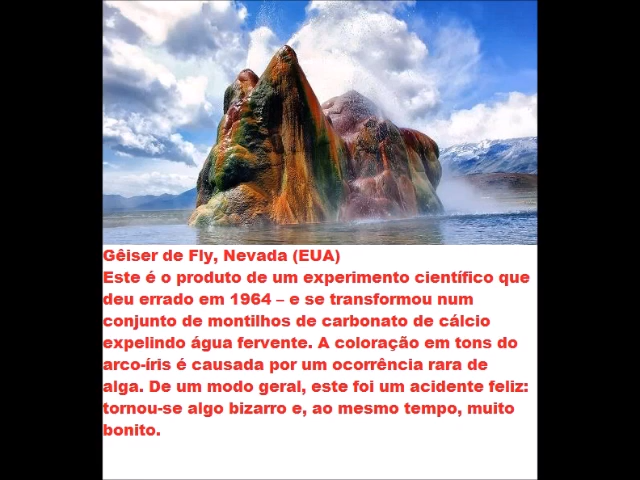 Gêiser de Fly, Nevada (EUA)
Este é o produto de um experimento científico que
deu errado em 1964 – e se transformou num
conjunto de montilhos de carbonato de cálcio
expelindo água fervente. A coloração em tons do
arco-íris é causada por um ocorrência rara de
alga. De um modo geral, este foi um acidente feliz:
tornou-se algo bizarro e, ao mesmo tempo, muito
bonito.